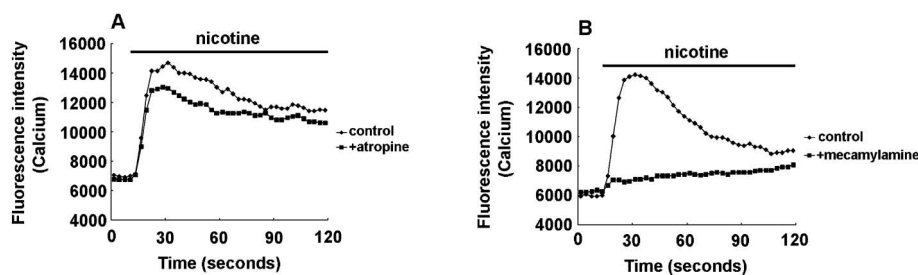 A
nicotine
16000
14000
12000
10000
8000
6000
4000
0
30
60
90
120
Fluorescence intensity
(Calcium)
Time (seconds)
control
+atropine
B
nicotine
16000
14000
12000
10000
8000
6000
4000
0
30
60
90
120
Fluorescence intensity
(Calcium)
Time (seconds)
control
+mecamylamine